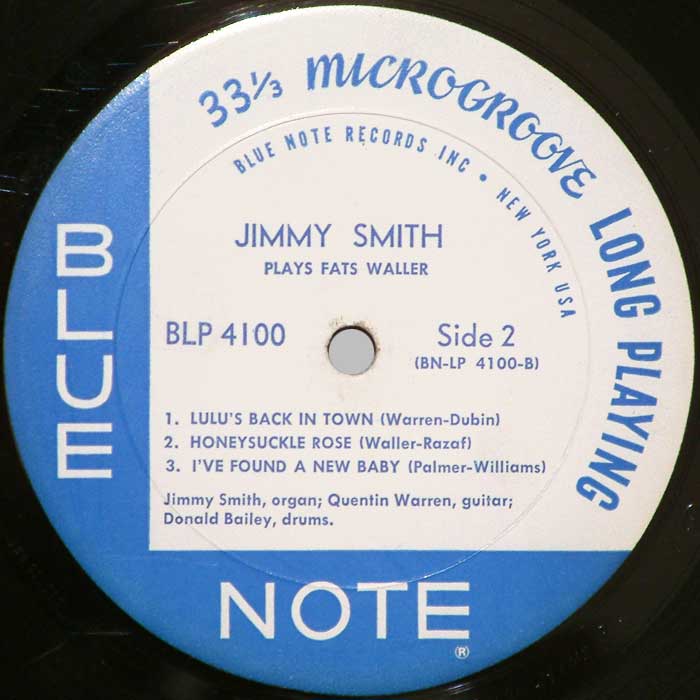 33⅓ MICROGROOVE LONG PLAYING
BLUE NOTE RECORDS INC • NEW YORK USA
JIMMY SMITH
PLAYS FATS WALLER
BLP 4100
Side 2
(BN-LP 4100-B)
1. LULU'S BACK IN TOWN (Warren-Dubin)
2. HONEYSUCKLE ROSE (Waller-Razaf)
3. I'VE FOUND A NEW BABY (Palmer-Williams)
Jimmy Smith, organ; Quentin Warren, guitar;
Donald Bailey, drums.
BLUE
NOTE
®